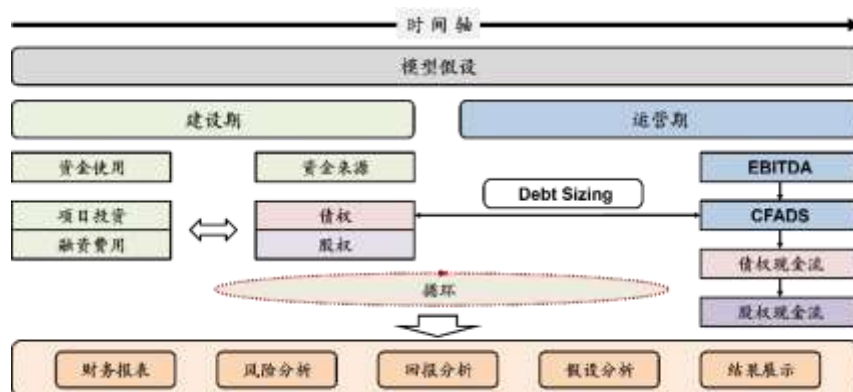 时间轴
模型假设
建设期
运营期
资金使用
资金来源
EBITDA
Debt Sizing
项目投资
债权
CFADS
融资费用
股权
债权现金流
循环
股权现金流
财务报表
风险分析
回报分析
假设分析
结果展示